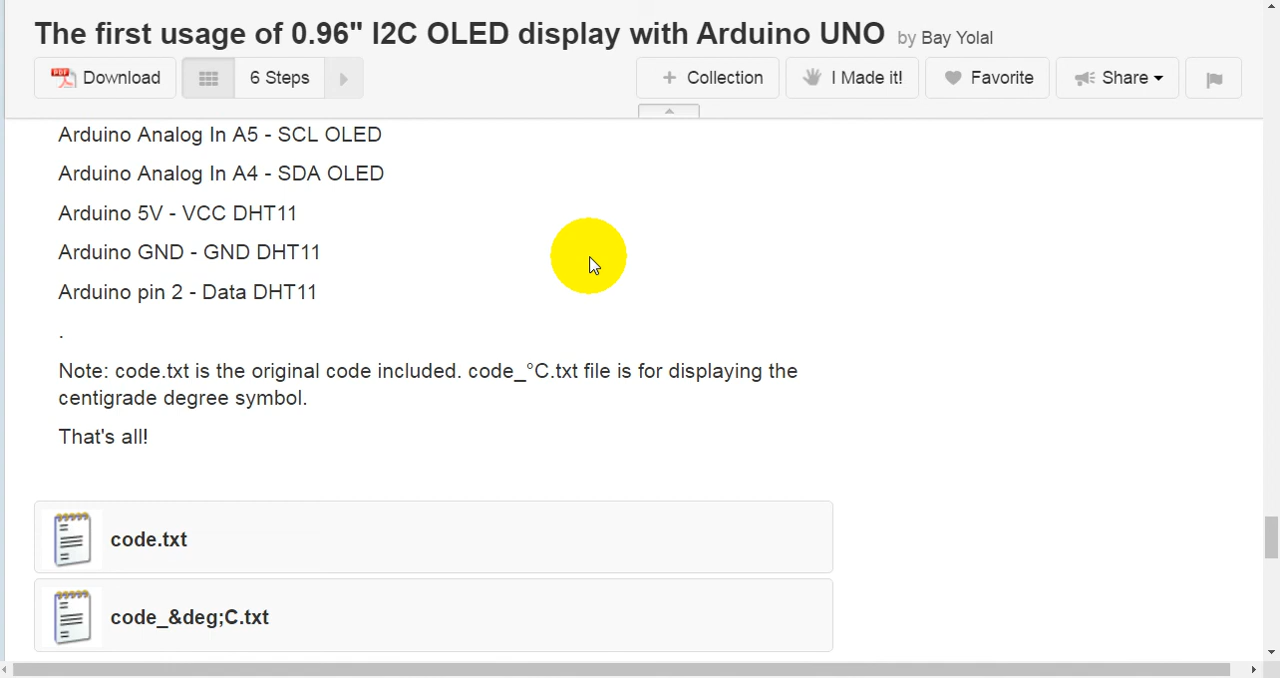 The first usage of 0.96" I2C OLED display with Arduino UNO by Bay Yolal
PDF Download 6 Steps + Collection I Made it! Favorite Share
Arduino Analog In A5 - SCL OLED
Arduino Analog In A4 - SDA OLED
Arduino 5V - VCC DHT11
Arduino GND - GND DHT11
Arduino pin 2 - Data DHT11
.
Note: code.txt is the original code included. code_°C.txt file is for displaying the
centigrade degree symbol.
That's all!
code.txt
code_&deg;C.txt